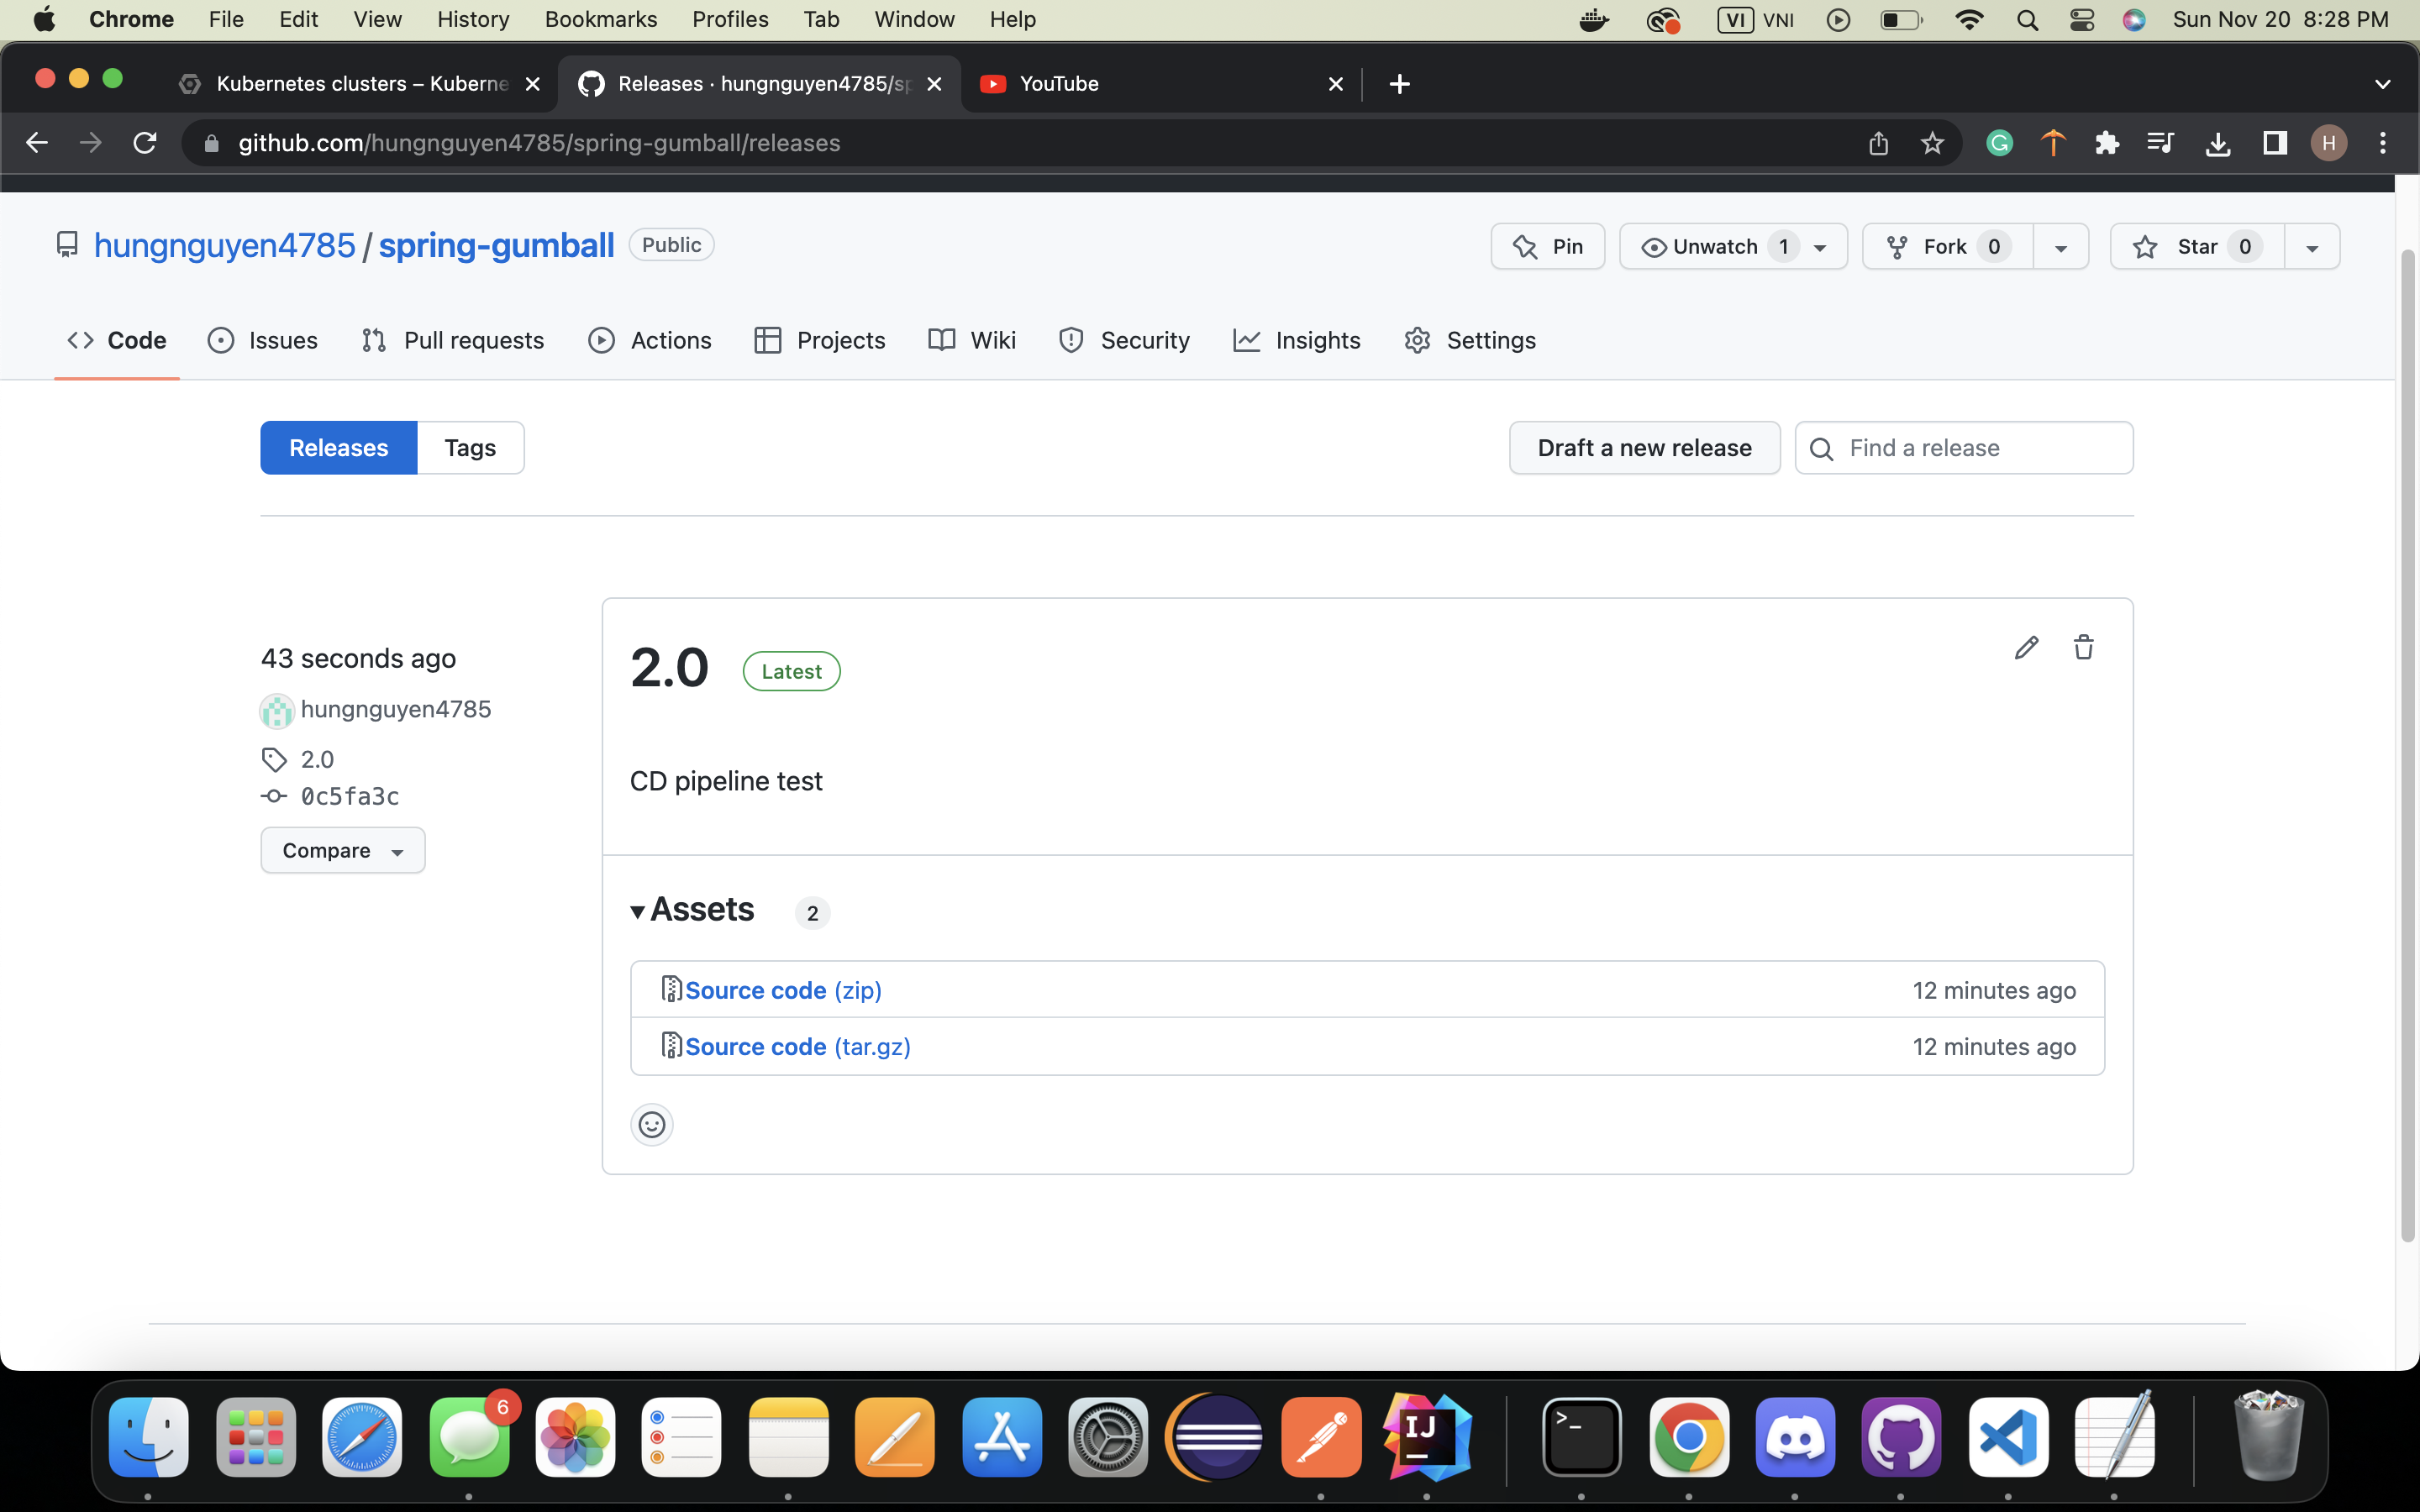 Chrome File Edit View History Bookmarks Profiles Tab Window Help VI VNI Sun Nov 20 8:28 PM
Kubernetes clusters – Kuberne Releases · hungnguyen4785/sp YouTube
github.com/hungnguyen4785/spring-gumball/releases H
hungnguyen4785 / spring-gumball Public Pin Unwatch 1 Fork 0 Star 0
Code Issues Pull requests Actions Projects Wiki Security Insights Settings
Releases Tags Draft a new release Find a release
43 seconds ago
hungnguyen4785
2.0
0c5fa3c
Compare
2.0 Latest
CD pipeline test
Assets 2
Source code (zip) 12 minutes ago
Source code (tar.gz) 12 minutes ago
6
IJ
>_